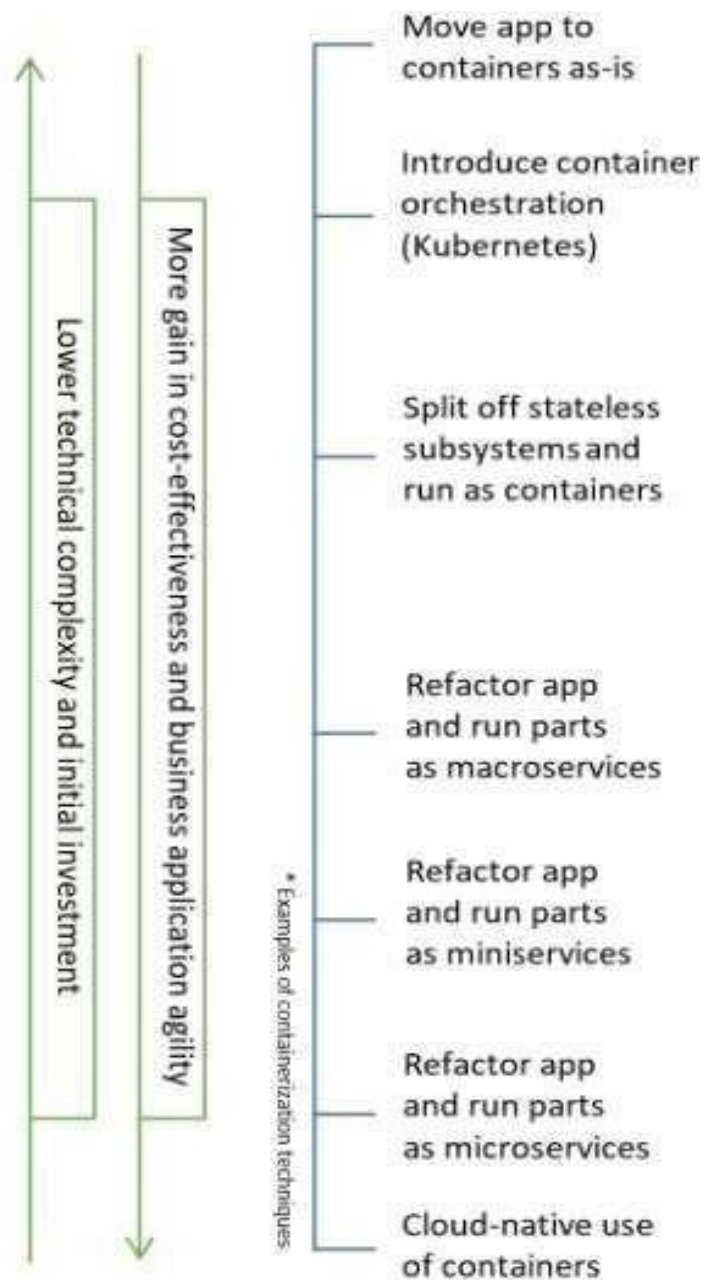 Move app to
containers as-is
Introduce container
orchestration
(Kubernetes)
Split off stateless
subsystems and
run as containers
Refactor app
and run parts
as macroservices
Refactor app
and run parts
as miniservices
Refactor app
and run parts
as microservices
Cloud-native use
of containers
More gain in cost-effectiveness and business application agility
Lower technical complexity and initial investment
* Examples of containerization techniques